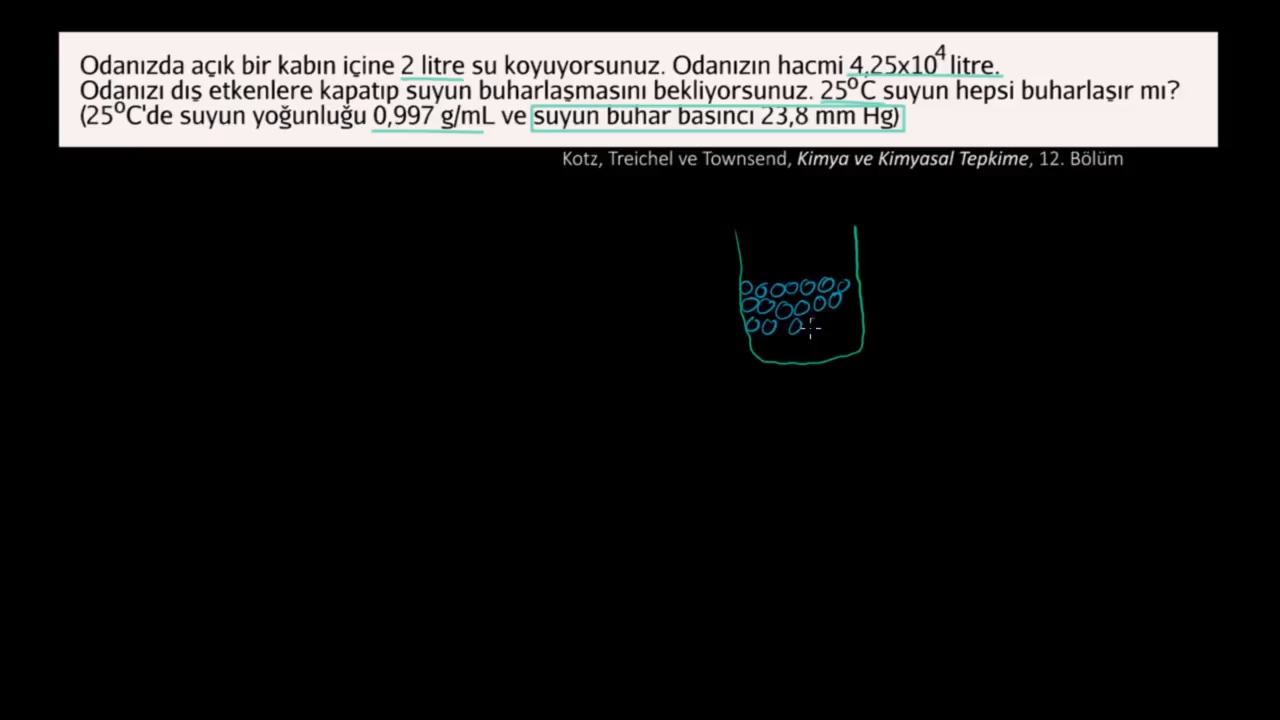 Odanızda açık bir kabın içine 2 litre su koyuyorsunuz. Odanızın hacmi 4,25x10⁴ litre.
Odanızı dış etkenlere kapatıp suyun buharlaşmasını bekliyorsunuz. 25⁰C suyun hepsi buharlaşır mı?
(25⁰C'de suyun yoğunluğu 0,997 g/mL ve suyun buhar basıncı 23,8 mm Hg)
Kotz, Treichel ve Townsend, Kimya ve Kimyasal Tepkime, 12. Bölüm